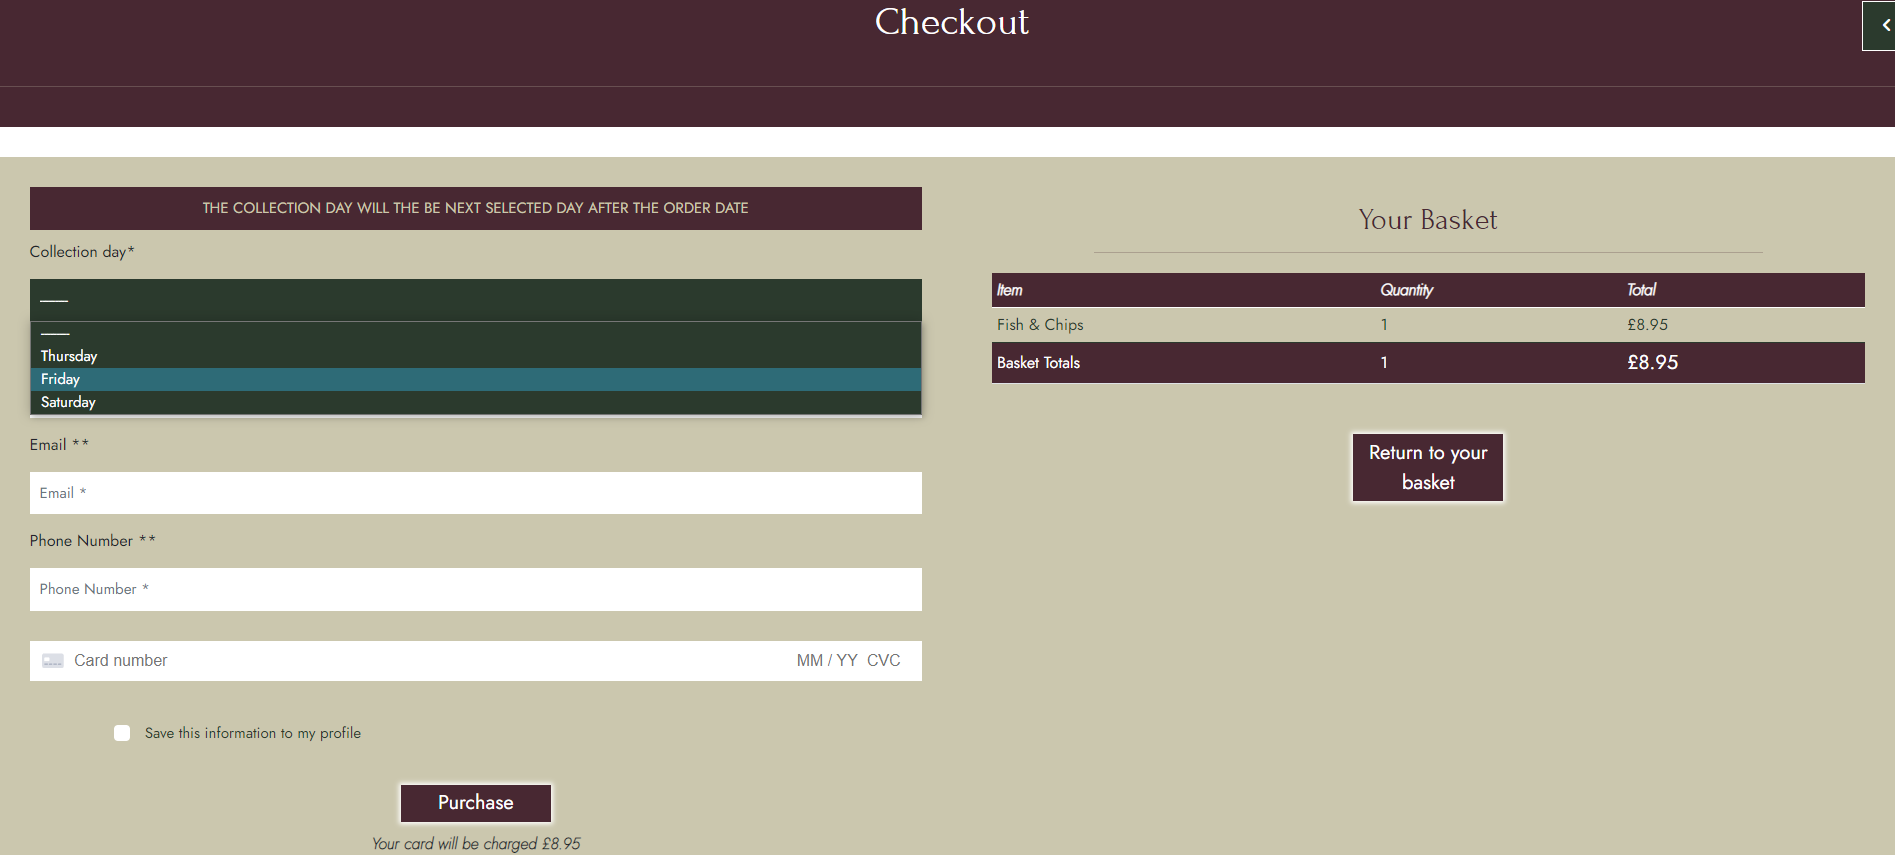 Checkout
THE COLLECTION DAY WILL THE BE NEXT SELECTED DAY AFTER THE ORDER DATE
Collection day*
Thursday
Friday
Saturday
Email **
Email *
Phone Number **
Phone Number *
Card number MM / YY CVC
Save this information to my profile
Purchase
Your card will be charged £8.95
Your Basket
Item Quantity Total
Fish & Chips 1 £8.95
Basket Totals 1 £8.95
Return to your
basket